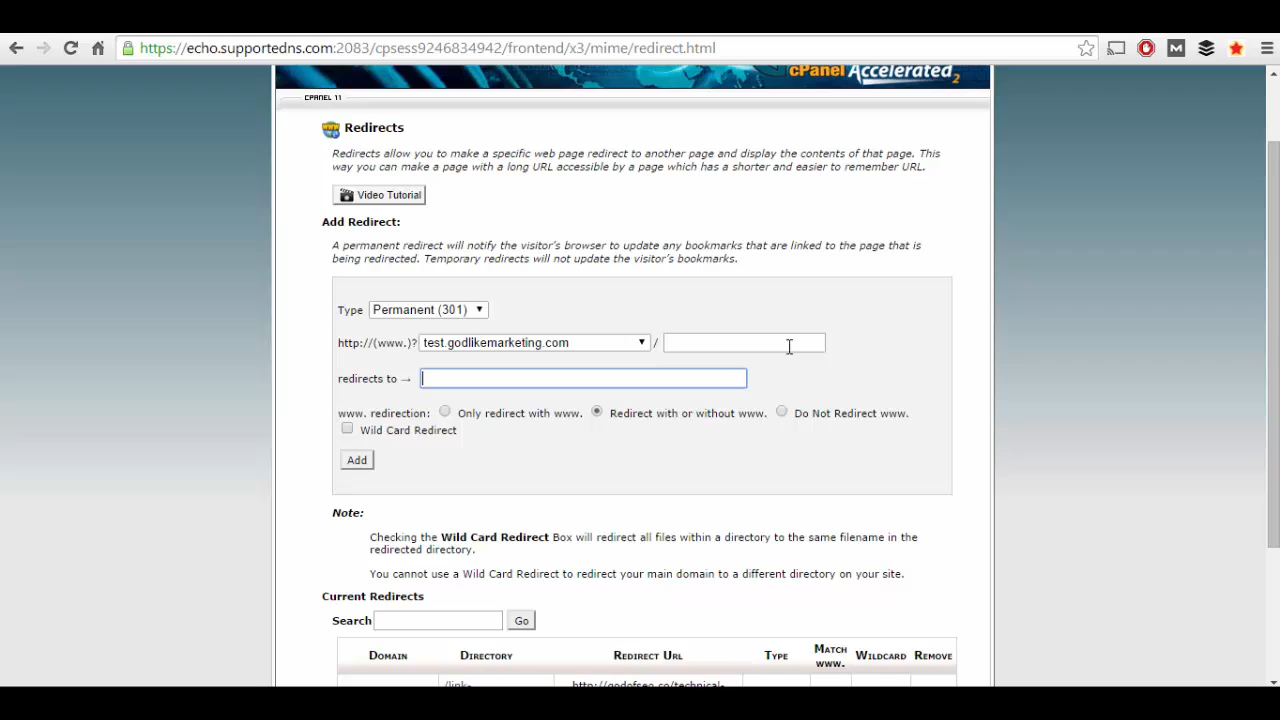 https://echo.supportedns.com:2083/cpsess9246834942/frontend/x3/mime/redirect.html
M
cPanel Accelerated2
CPANEL 11
Redirects
Redirects allow you to make a specific web page redirect to another page and display the contents of that page. This
way you can make a page with a long URL accessible by a page which has a shorter and easier to remember URL.
Video Tutorial
Add Redirect:
A permanent redirect will notify the visitor's browser to update any bookmarks that are linked to the page that is
being redirected. Temporary redirects will not update the visitor's bookmarks.
Type Permanent (301)
http://(www.)? test.godlikemarketing.com /
redirects to →
www. redirection: Only redirect with www. Redirect with or without www. Do Not Redirect www.
Wild Card Redirect
Add
Note:
Checking the Wild Card Redirect Box will redirect all files within a directory to the same filename in the
redirected directory.
You cannot use a Wild Card Redirect to redirect your main domain to a different directory on your site.
Current Redirects
Search Go
DOMAIN DIRECTORY REDIRECT URL TYPE MATCH WWW. WILDCARD REMOVE
/link- http://godofseo.co/technical-